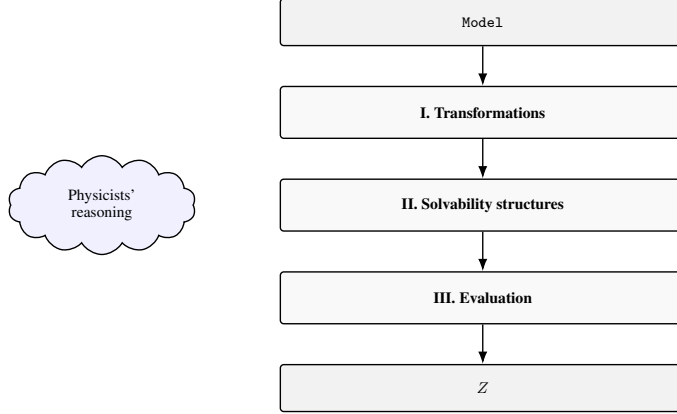 Model
I. Transformations
Physicists'
reasoning
II. Solvability structures
III. Evaluation
Z